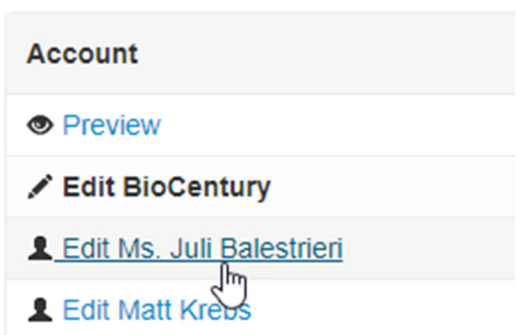 Account
Preview
Edit BioCentury
Edit Ms. Juli Balestrieri
Edit Matt Krebs